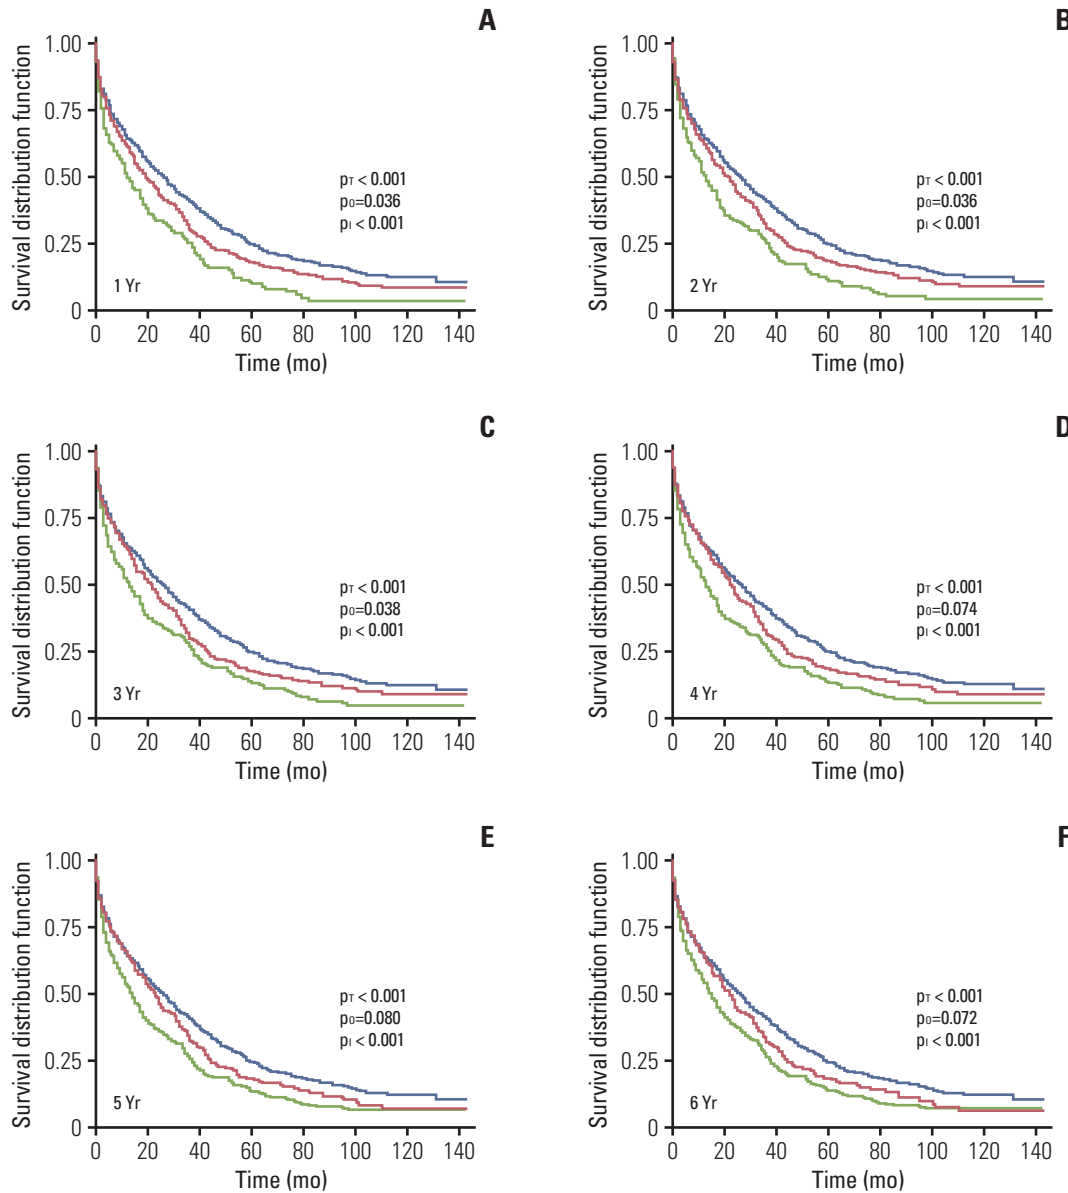 A
Survival distribution function
1.00
0.75
0.50
0.25
0
pT < 0.001
p0=0.036
pI < 0.001
1 Yr
0 20 40 60 80 100 120 140
Time (mo)
B
Survival distribution function
1.00
0.75
0.50
0.25
0
pT < 0.001
p0=0.036
pI < 0.001
2 Yr
0 20 40 60 80 100 120 140
Time (mo)
C
Survival distribution function
1.00
0.75
0.50
0.25
0
pT < 0.001
p0=0.038
pI < 0.001
3 Yr
0 20 40 60 80 100 120 140
Time (mo)
D
Survival distribution function
1.00
0.75
0.50
0.25
0
pT < 0.001
p0=0.074
pI < 0.001
4 Yr
0 20 40 60 80 100 120 140
Time (mo)
E
Survival distribution function
1.00
0.75
0.50
0.25
0
pT < 0.001
p0=0.080
pI < 0.001
5 Yr
0 20 40 60 80 100 120 140
Time (mo)
F
Survival distribution function
1.00
0.75
0.50
0.25
0
pT < 0.001
p0=0.072
pI < 0.001
6 Yr
0 20 40 60 80 100 120 140
Time (mo)